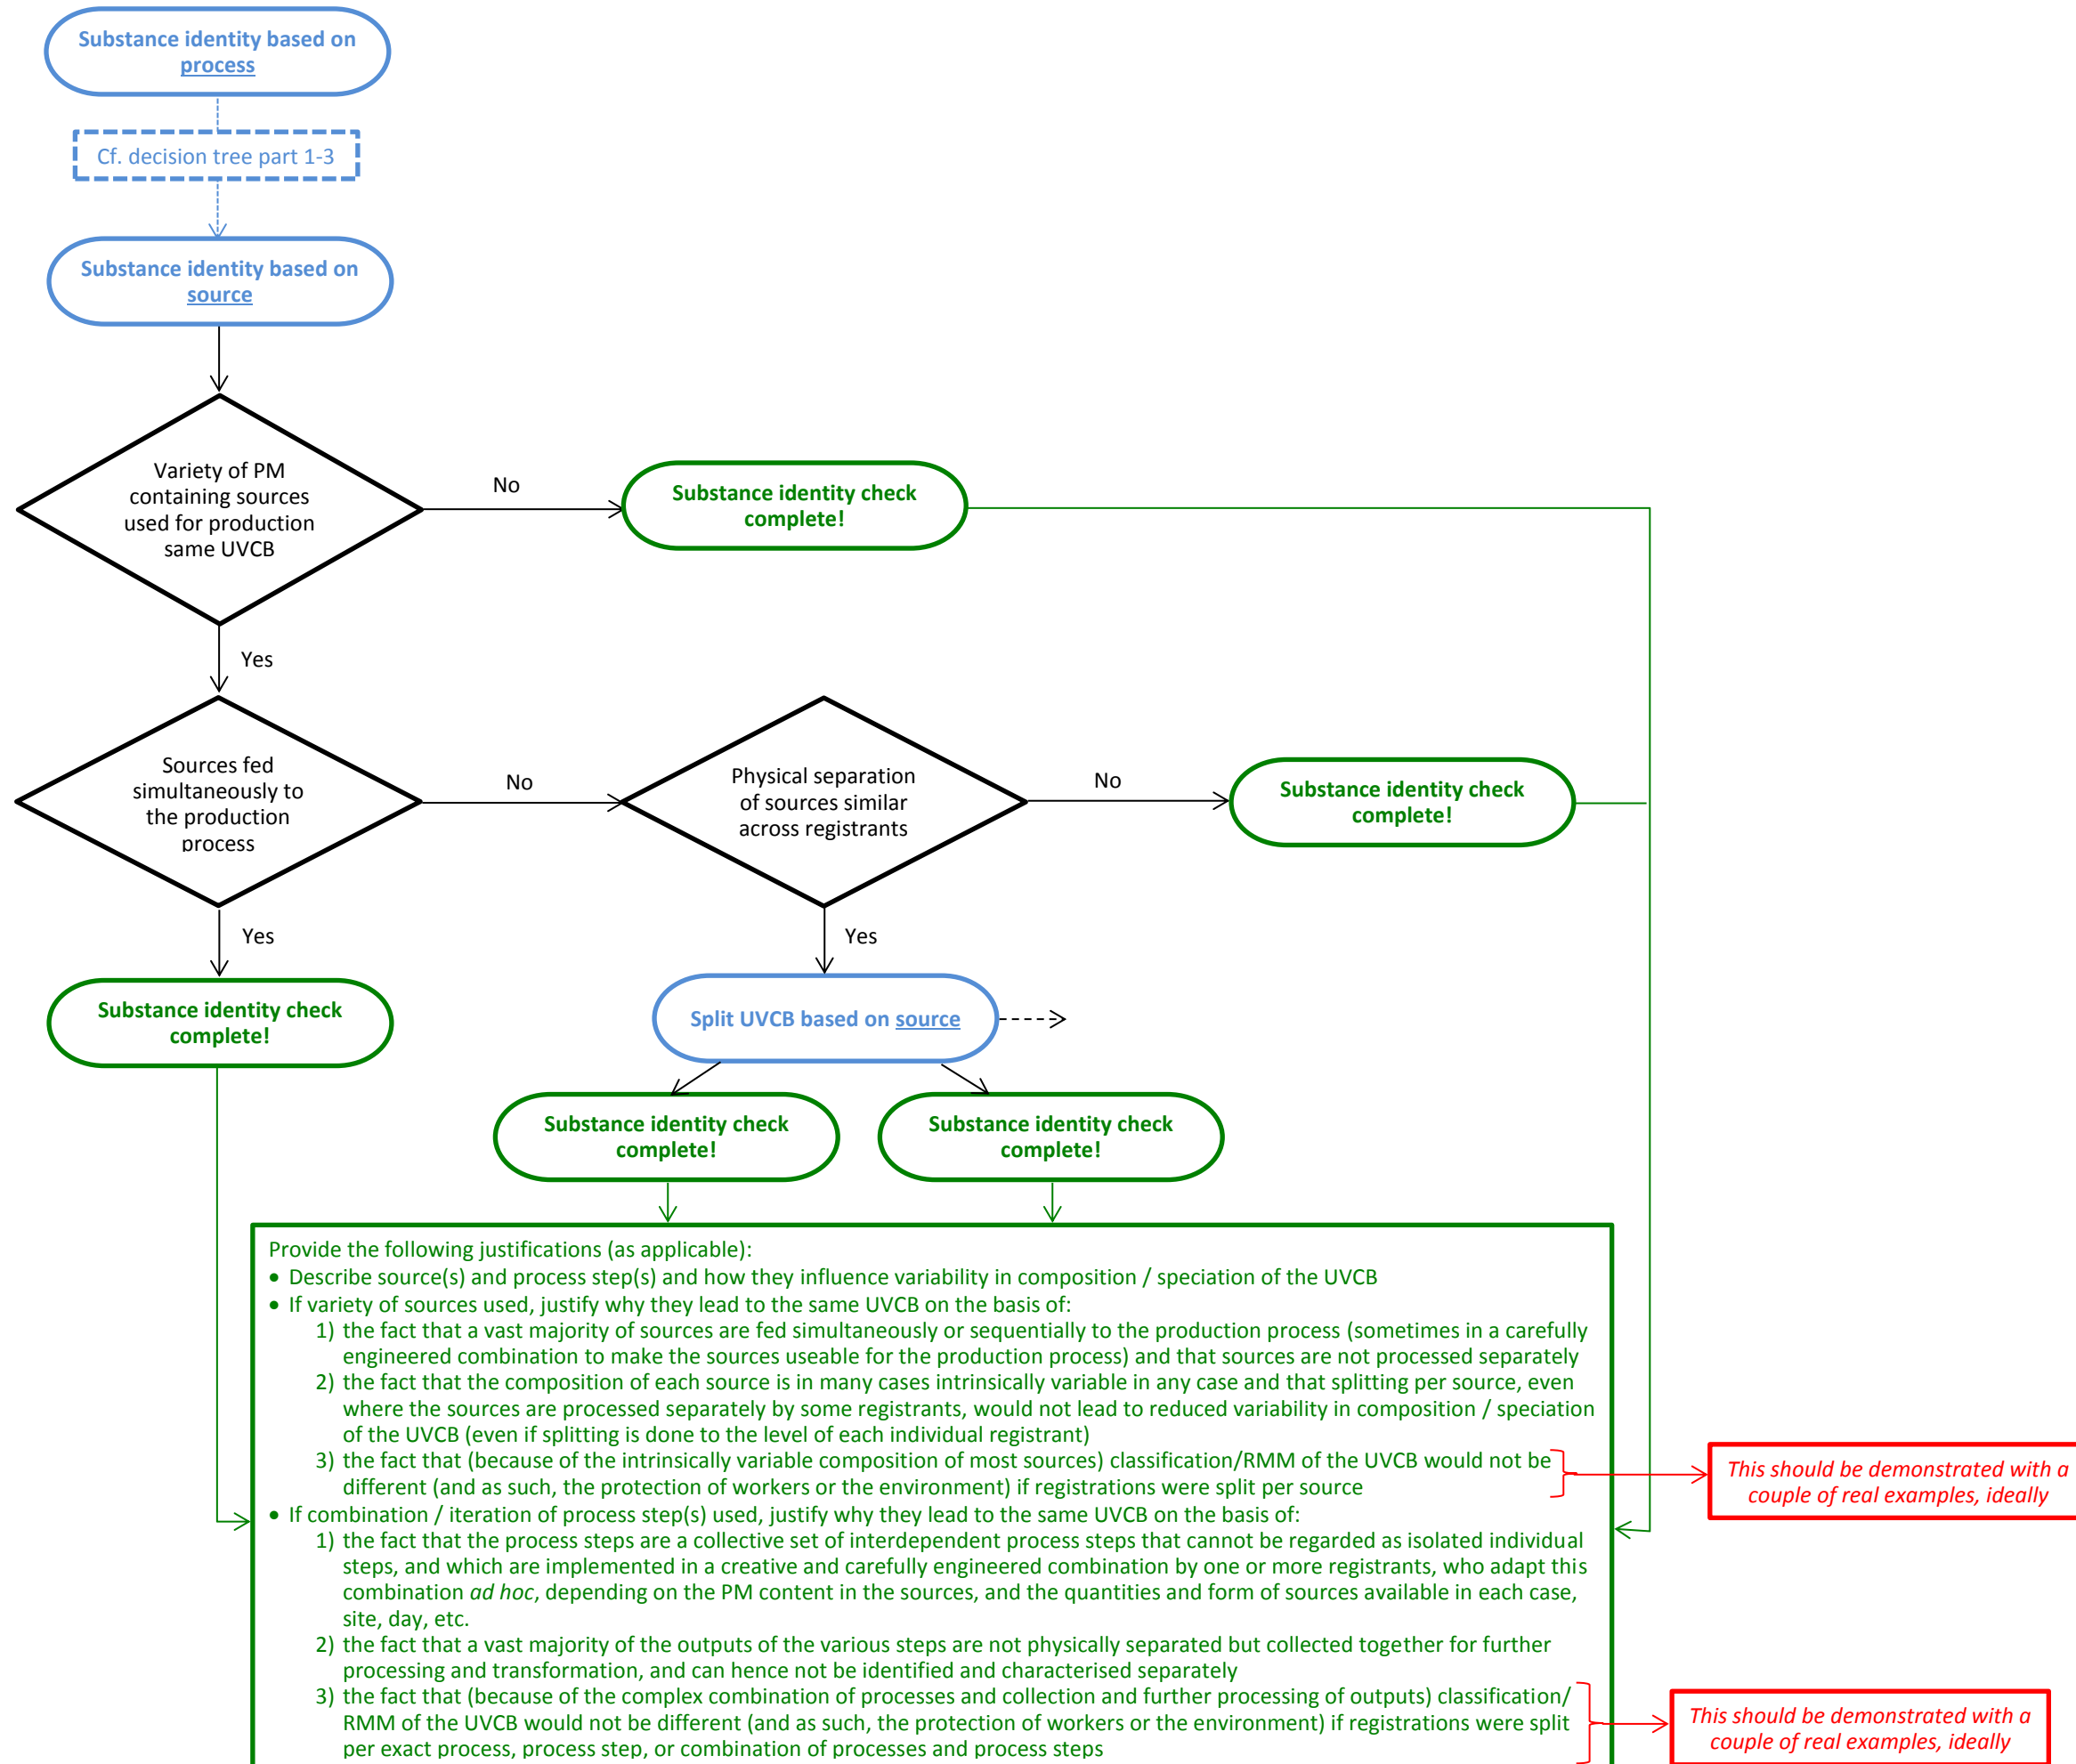 Substance identity based on
process
Cf. decision tree part 1-3
Substance identity based on
source
Variety of PM
containing sources
used for production
same UVCB
No
Substance identity check
complete!
Yes
Sources fed
simultaneously to
the production
process
No
Physical separation
of sources similar
across registrants
No
Substance identity check
complete!
Yes
Yes
Substance identity check
complete!
Split UVCB based on source
Substance identity check
complete!
Substance identity check
complete!
Provide the following justifications (as applicable):
• Describe source(s) and process step(s) and how they influence variability in composition / speciation of the UVCB
• If variety of sources used, justify why they lead to the same UVCB on the basis of:
1) the fact that a vast majority of sources are fed simultaneously or sequentially to the production process (sometimes in a carefully
engineered combination to make the sources useable for the production process) and that sources are not processed separately
2) the fact that the composition of each source is in many cases intrinsically variable in any case and that splitting per source, even
where the sources are processed separately by some registrants, would not lead to reduced variability in composition / speciation
of the UVCB (even if splitting is done to the level of each individual registrant)
3) the fact that (because of the intrinsically variable composition of most sources) classification/RMM of the UVCB would not be
different (and as such, the protection of workers or the environment) if registrations were split per source
This should be demonstrated with a
couple of real examples, ideally
• If combination / iteration of process step(s) used, justify why they lead to the same UVCB on the basis of:
1) the fact that the process steps are a collective set of interdependent process steps that cannot be regarded as isolated individual
steps, and which are implemented in a creative and carefully engineered combination by one or more registrants, who adapt this
combination ad hoc, depending on the PM content in the sources, and the quantities and form of sources available in each case,
site, day, etc.
2) the fact that a vast majority of the outputs of the various steps are not physically separated but collected together for further
processing and transformation, and can hence not be identified and characterised separately
3) the fact that (because of the complex combination of processes and collection and further processing of outputs) classification/
RMM of the UVCB would not be different (and as such, the protection of workers or the environment) if registrations were split
per exact process, process step, or combination of processes and process steps
This should be demonstrated with a
couple of real examples, ideally